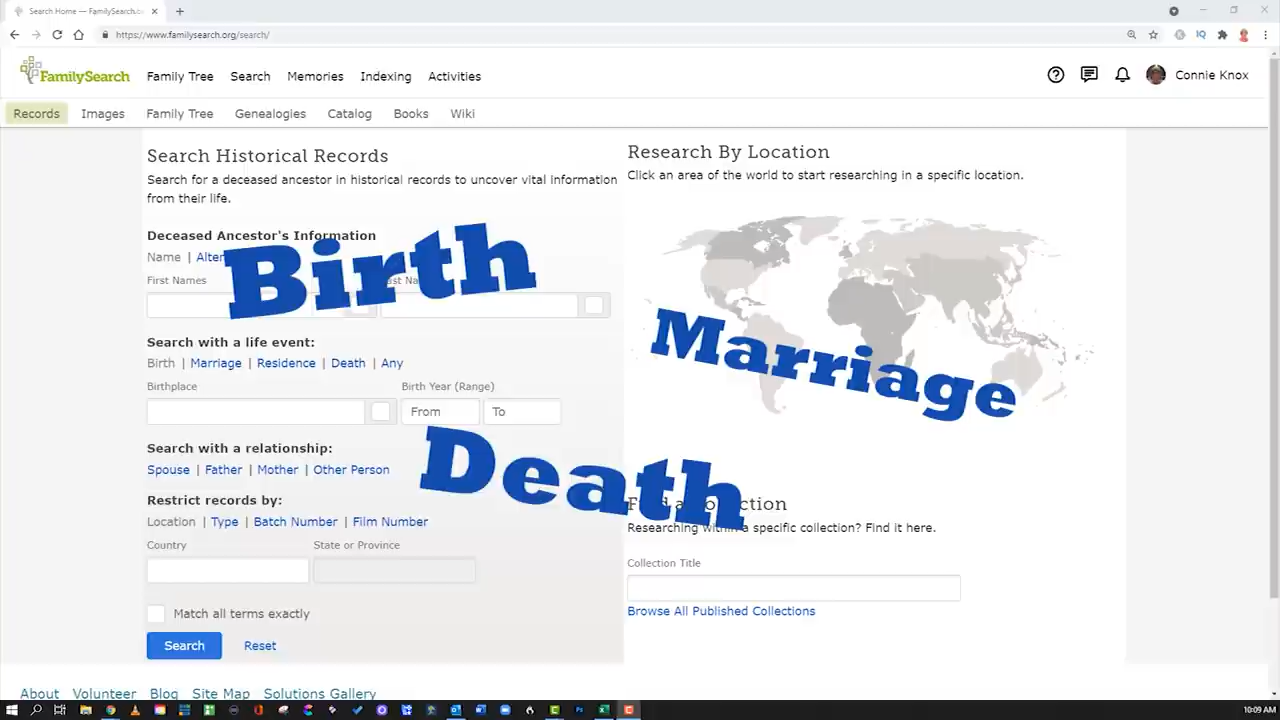 Search Home — FamilySearch.o
https://www.familysearch.org/search/
FamilySearch
Family Tree
Search
Memories
Indexing
Activities
Connie Knox
Records
Images
Family Tree
Genealogies
Catalog
Books
Wiki
Search Historical Records
Search for a deceased ancestor in historical records to uncover vital information
from their life.
Deceased Ancestor's Information
Name |
First Names
Birth
Search with a life event:
Birth | Marriage | Residence | Death | Any
Birthplace
Birth Year (Range)
From
To
Death
Search with a relationship:
Spouse | Father | Mother | Other Person
Restrict records by:
Location | Type | Batch Number | Film Number
Country
State or Province
Match all terms exactly
Search
Reset
Research By Location
Click an area of the world to start researching in a specific location.
Marriage
Researching within a specific collection? Find it here.
Collection Title
Browse All Published Collections
About
Volunteer
Blog
Site Map
Solutions Gallery
10:09 AM